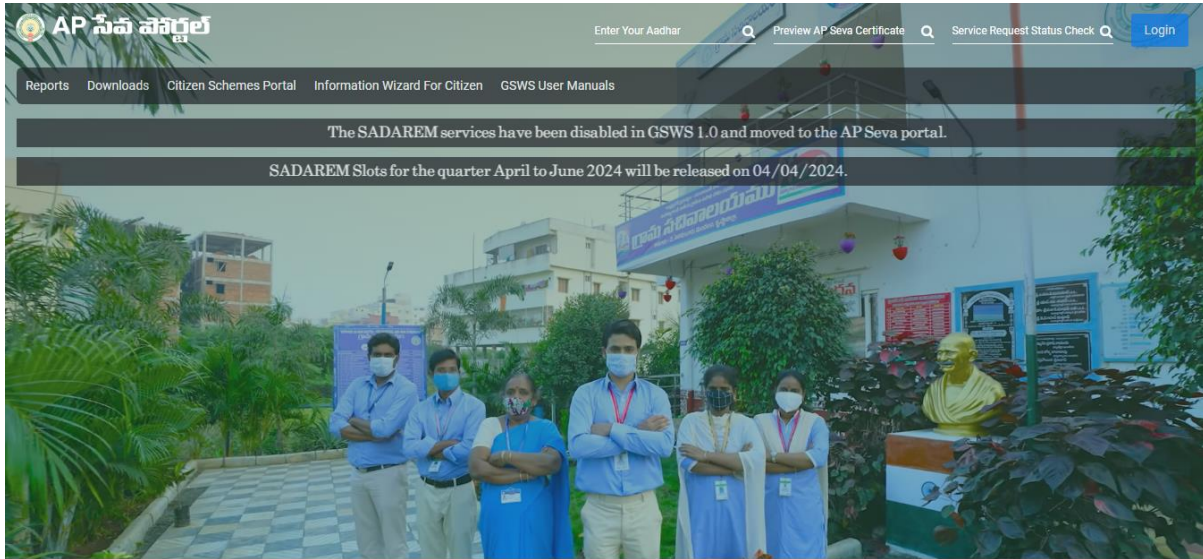 AP సేవ పోర్టల్
Enter Your Aadhar
Preview AP Seva Certificate
Service Request Status Check
Login
Reports Downloads Citizen Schemes Portal Information Wizard For Citizen GSWS User Manuals
The SADAREM services have been disabled in GSWS 1.0 and moved to the AP Seva portal.
SADAREM Slots for the quarter April to June 2024 will be released on 04/04/2024.
గ్రామ సచివాలయము